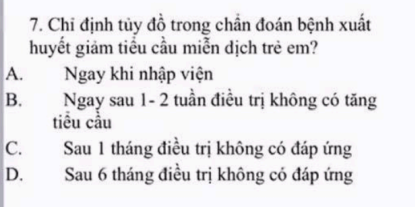 7. Chỉ định tủy đồ trong chẩn đoán bệnh xuất
huyết giảm tiểu cầu miễn dịch trẻ em?
A. Ngay khi nhập viện
B. Ngay sau 1- 2 tuần điều trị không có tăng
tiểu cầu
C. Sau 1 tháng điều trị không có đáp ứng
D. Sau 6 tháng điều trị không có đáp ứng